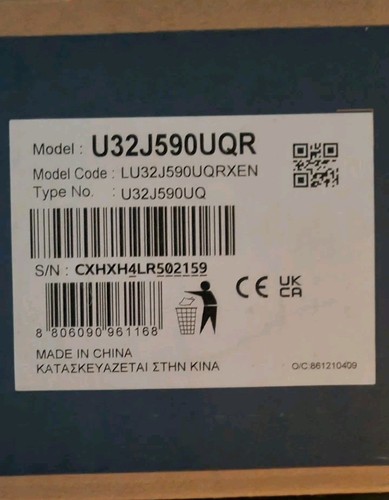 Model : U32J590UQR
Model Code : LU32J590UQRXEN
Type No. : U32J590UQ
S/N : CXHXH4LR502159
CE UK CA
8 806090 961168
MADE IN CHINA
ΚΑΤΑΣΚΕΥΑΖΕΤΑΙ ΣΤΗΝ ΚΙΝΑ
O/C:861210409